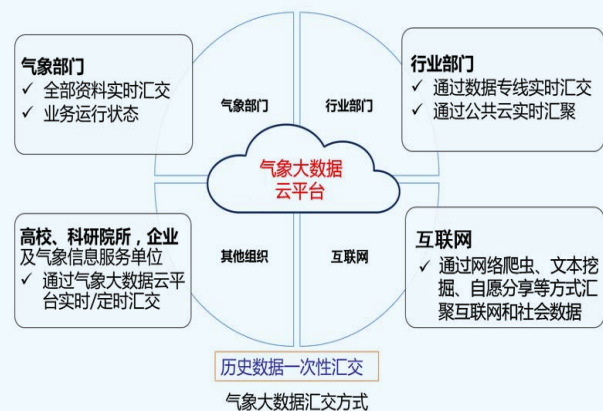 气象部门
✓ 全部资料实时汇交
✓ 业务运行状态
行业部门
✓ 通过数据专线实时汇交
✓ 通过公共云实时汇聚
气象部门
行业部门
气象大数据
云平台
其他组织
互联网
高校、科研院所，企业
及气象信息服务单位
✓ 通过气象大数据云平
台实时/定时汇交
互联网
✓ 通过网络爬虫、文本挖
掘、自愿分享等方式汇
聚互联网和社会数据
历史数据一次性汇交
气象大数据汇交方式